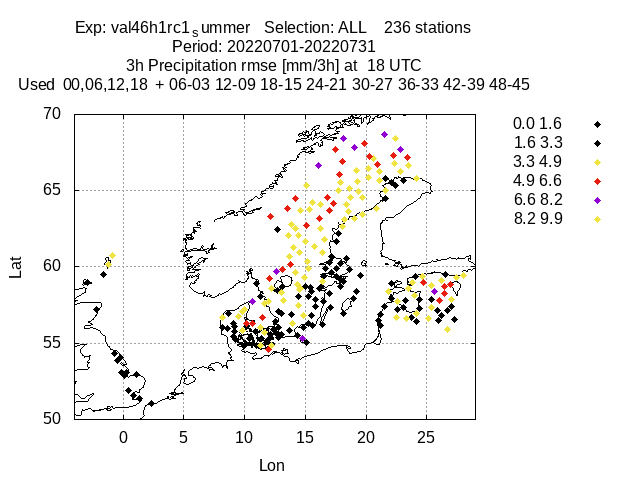 Exp: val46h1rc1summer Selection: ALL 236 stations
Period: 20220701-20220731
3h Precipitation rmse [mm/3h] at 18 UTC
Used 00,06,12,18 + 06-03 12-09 18-15 24-21 30-27 36-33 42-39 48-45
70
65
60
55
50
Lat
0 5 10 15 20 25
Lon
0.0 1.6
1.6 3.3
3.3 4.9
4.9 6.6
6.6 8.2
8.2 9.9